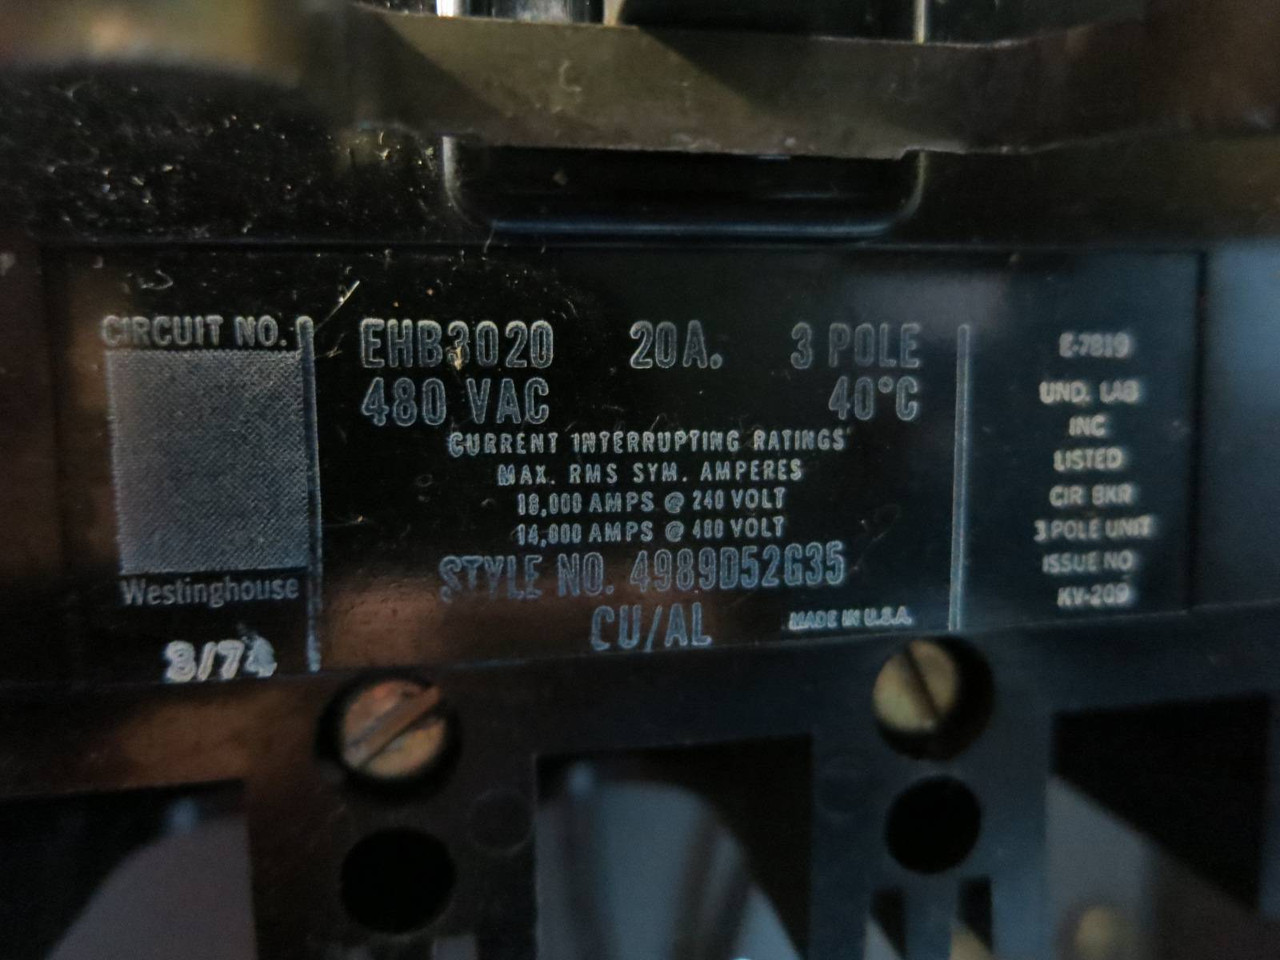 CIRCUIT NO.
Westinghouse
3/74
EHB3020 20A. 3 POLE
480 VAC 40°C
CURRENT INTERRUPTING RATINGS
MAX. RMS SYM. AMPERES
18,000 AMPS @ 240 VOLT
14,000 AMPS @ 480 VOLT
STYLE NO. 4989D52G35
CU/AL
MADE IN U.S.A.
E-7819
UND. LAB
INC
LISTED
CIR BKR
3 POLE UNIT
ISSUE NO
KV-209